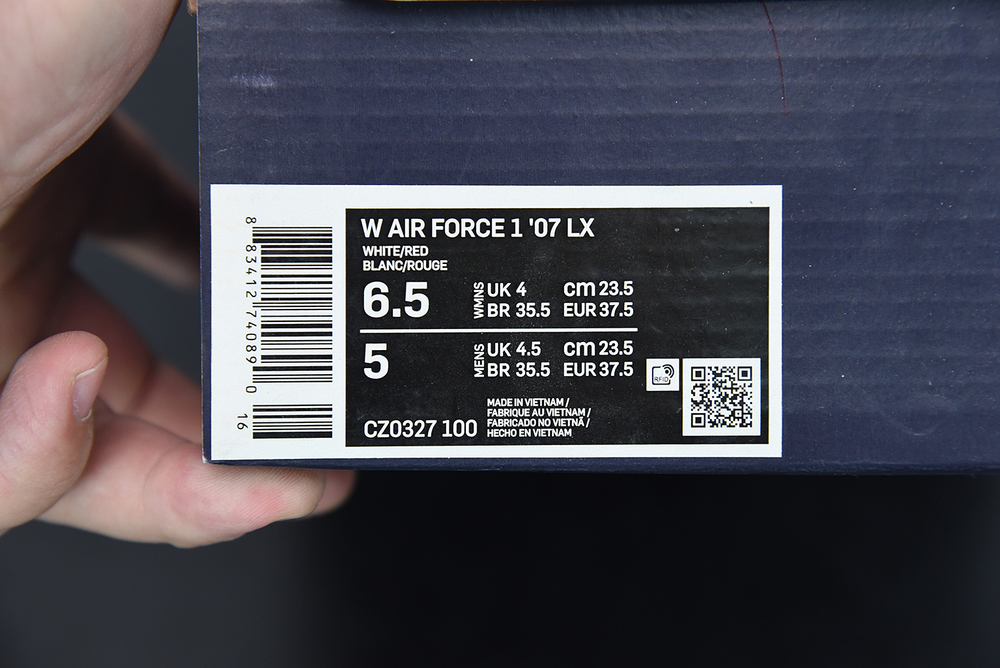 8 83412 74089 0 16
W AIR FORCE 1 '07 LX
WHITE/RED
BLANC/ROUGE
6.5 WMNS UK 4 cm 23.5
BR 35.5 EUR 37.5
5 MENS UK 4.5 cm 23.5
BR 35.5 EUR 37.5
RFID
MADE IN VIETNAM /
FABRIQUE AU VIETNAM /
FABRICADO NO VIETNÃ /
HECHO EN VIETNAM
CZ0327 100